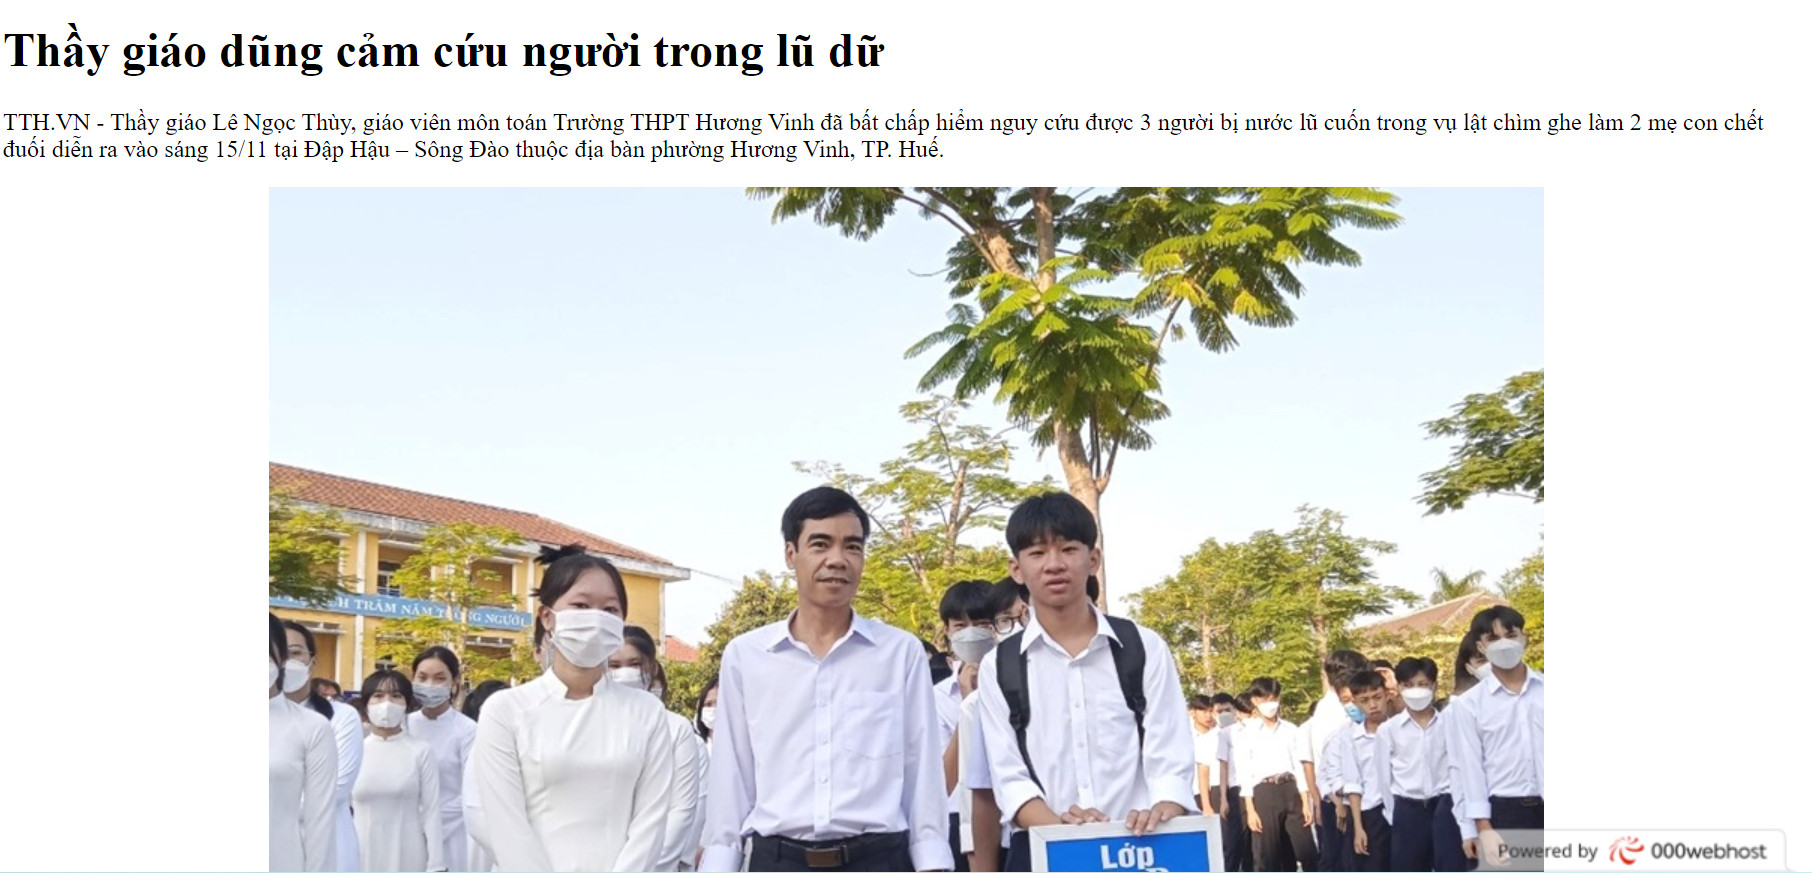 Thầy giáo dũng cảm cứu người trong lũ dữ
TTH.VN - Thầy giáo Lê Ngọc Thùy, giáo viên môn toán Trường THPT Hương Vinh đã bất chấp hiểm nguy cứu được 3 người bị nước lũ cuốn trong vụ lật chìm ghe làm 2 mẹ con chết
đuối diễn ra vào sáng 15/11 tại Đập Hậu – Sông Đào thuộc địa bàn phường Hương Vinh, TP. Huế.
TRĂM NĂM TRỒNG NGƯỜI
Lớp
Powered by 000webhost